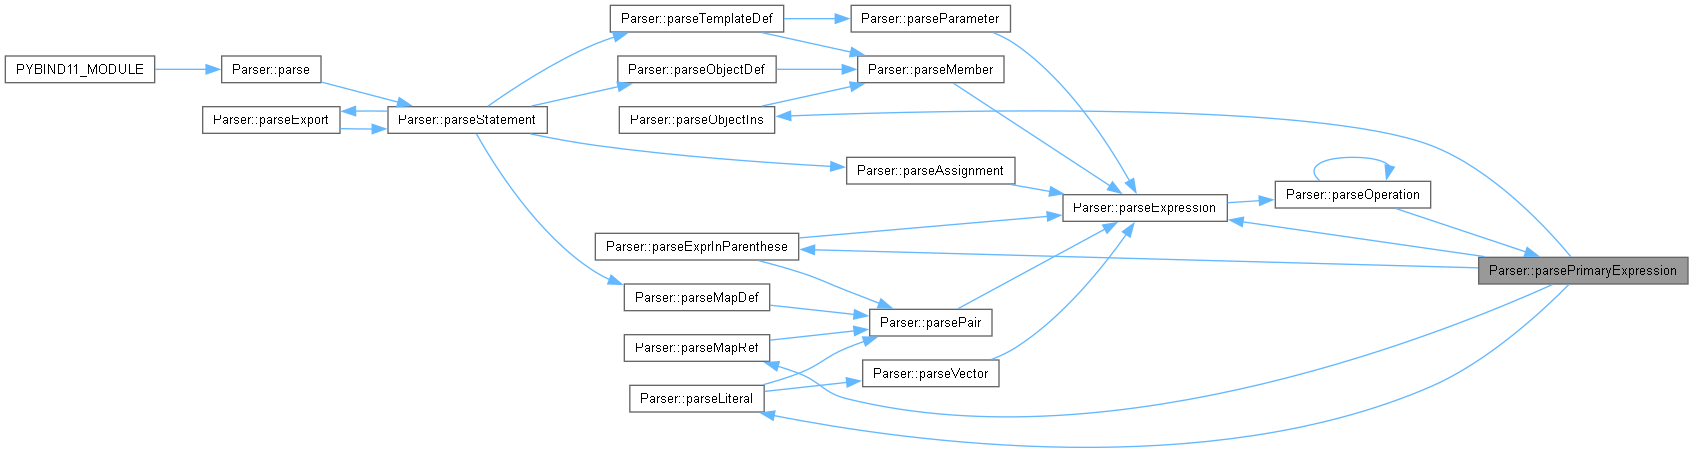 PYBIND11_MODULE
Parser::parse
Parser::parseExport
Parser::parseStatement
Parser::parseTemplateDef
Parser::parseObjectDef
Parser::parseObjectIns
Parser::parseExprInParenthese
Parser::parseMapDef
Parser::parseMapRef
Parser::parseLiteral
Parser::parseParameter
Parser::parseMember
Parser::parseAssignment
Parser::parsePair
Parser::parseVector
Parser::parseExpression
Parser::parseOperation
Parser::parsePrimaryExpression